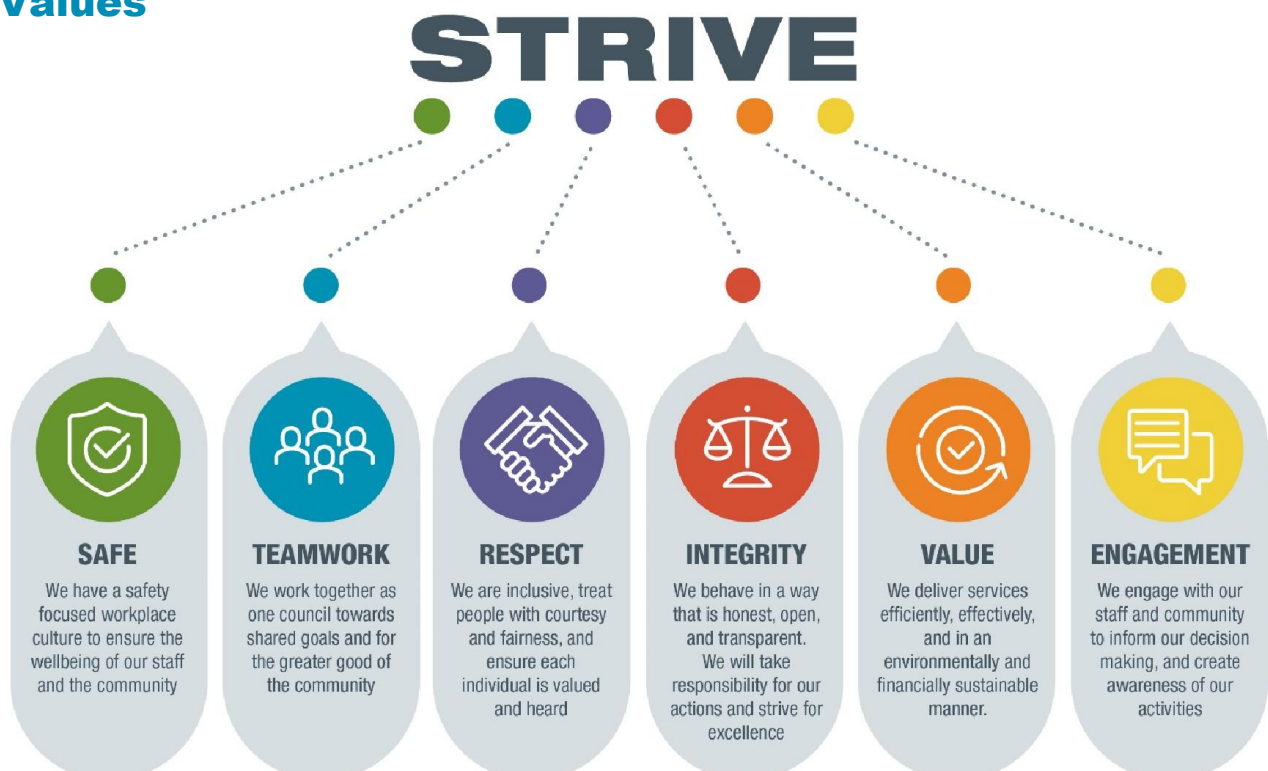 Values
STRIVE
SAFE
We have a safety
focused workplace
culture to ensure the
wellbeing of our staff
and the community
TEAMWORK
We work together as
one council towards
shared goals and for
the greater good of
the community
RESPECT
We are inclusive, treat
people with courtesy
and fairness, and
ensure each
individual is valued
and heard
INTEGRITY
We behave in a way
that is honest, open,
and transparent.
We will take
responsibility for our
actions and strive for
excellence
VALUE
We deliver services
efficiently, effectively,
and in an
environmentally and
financially sustainable
manner.
ENGAGEMENT
We engage with our
staff and community
to inform our decision
making, and create
awareness of our
activities